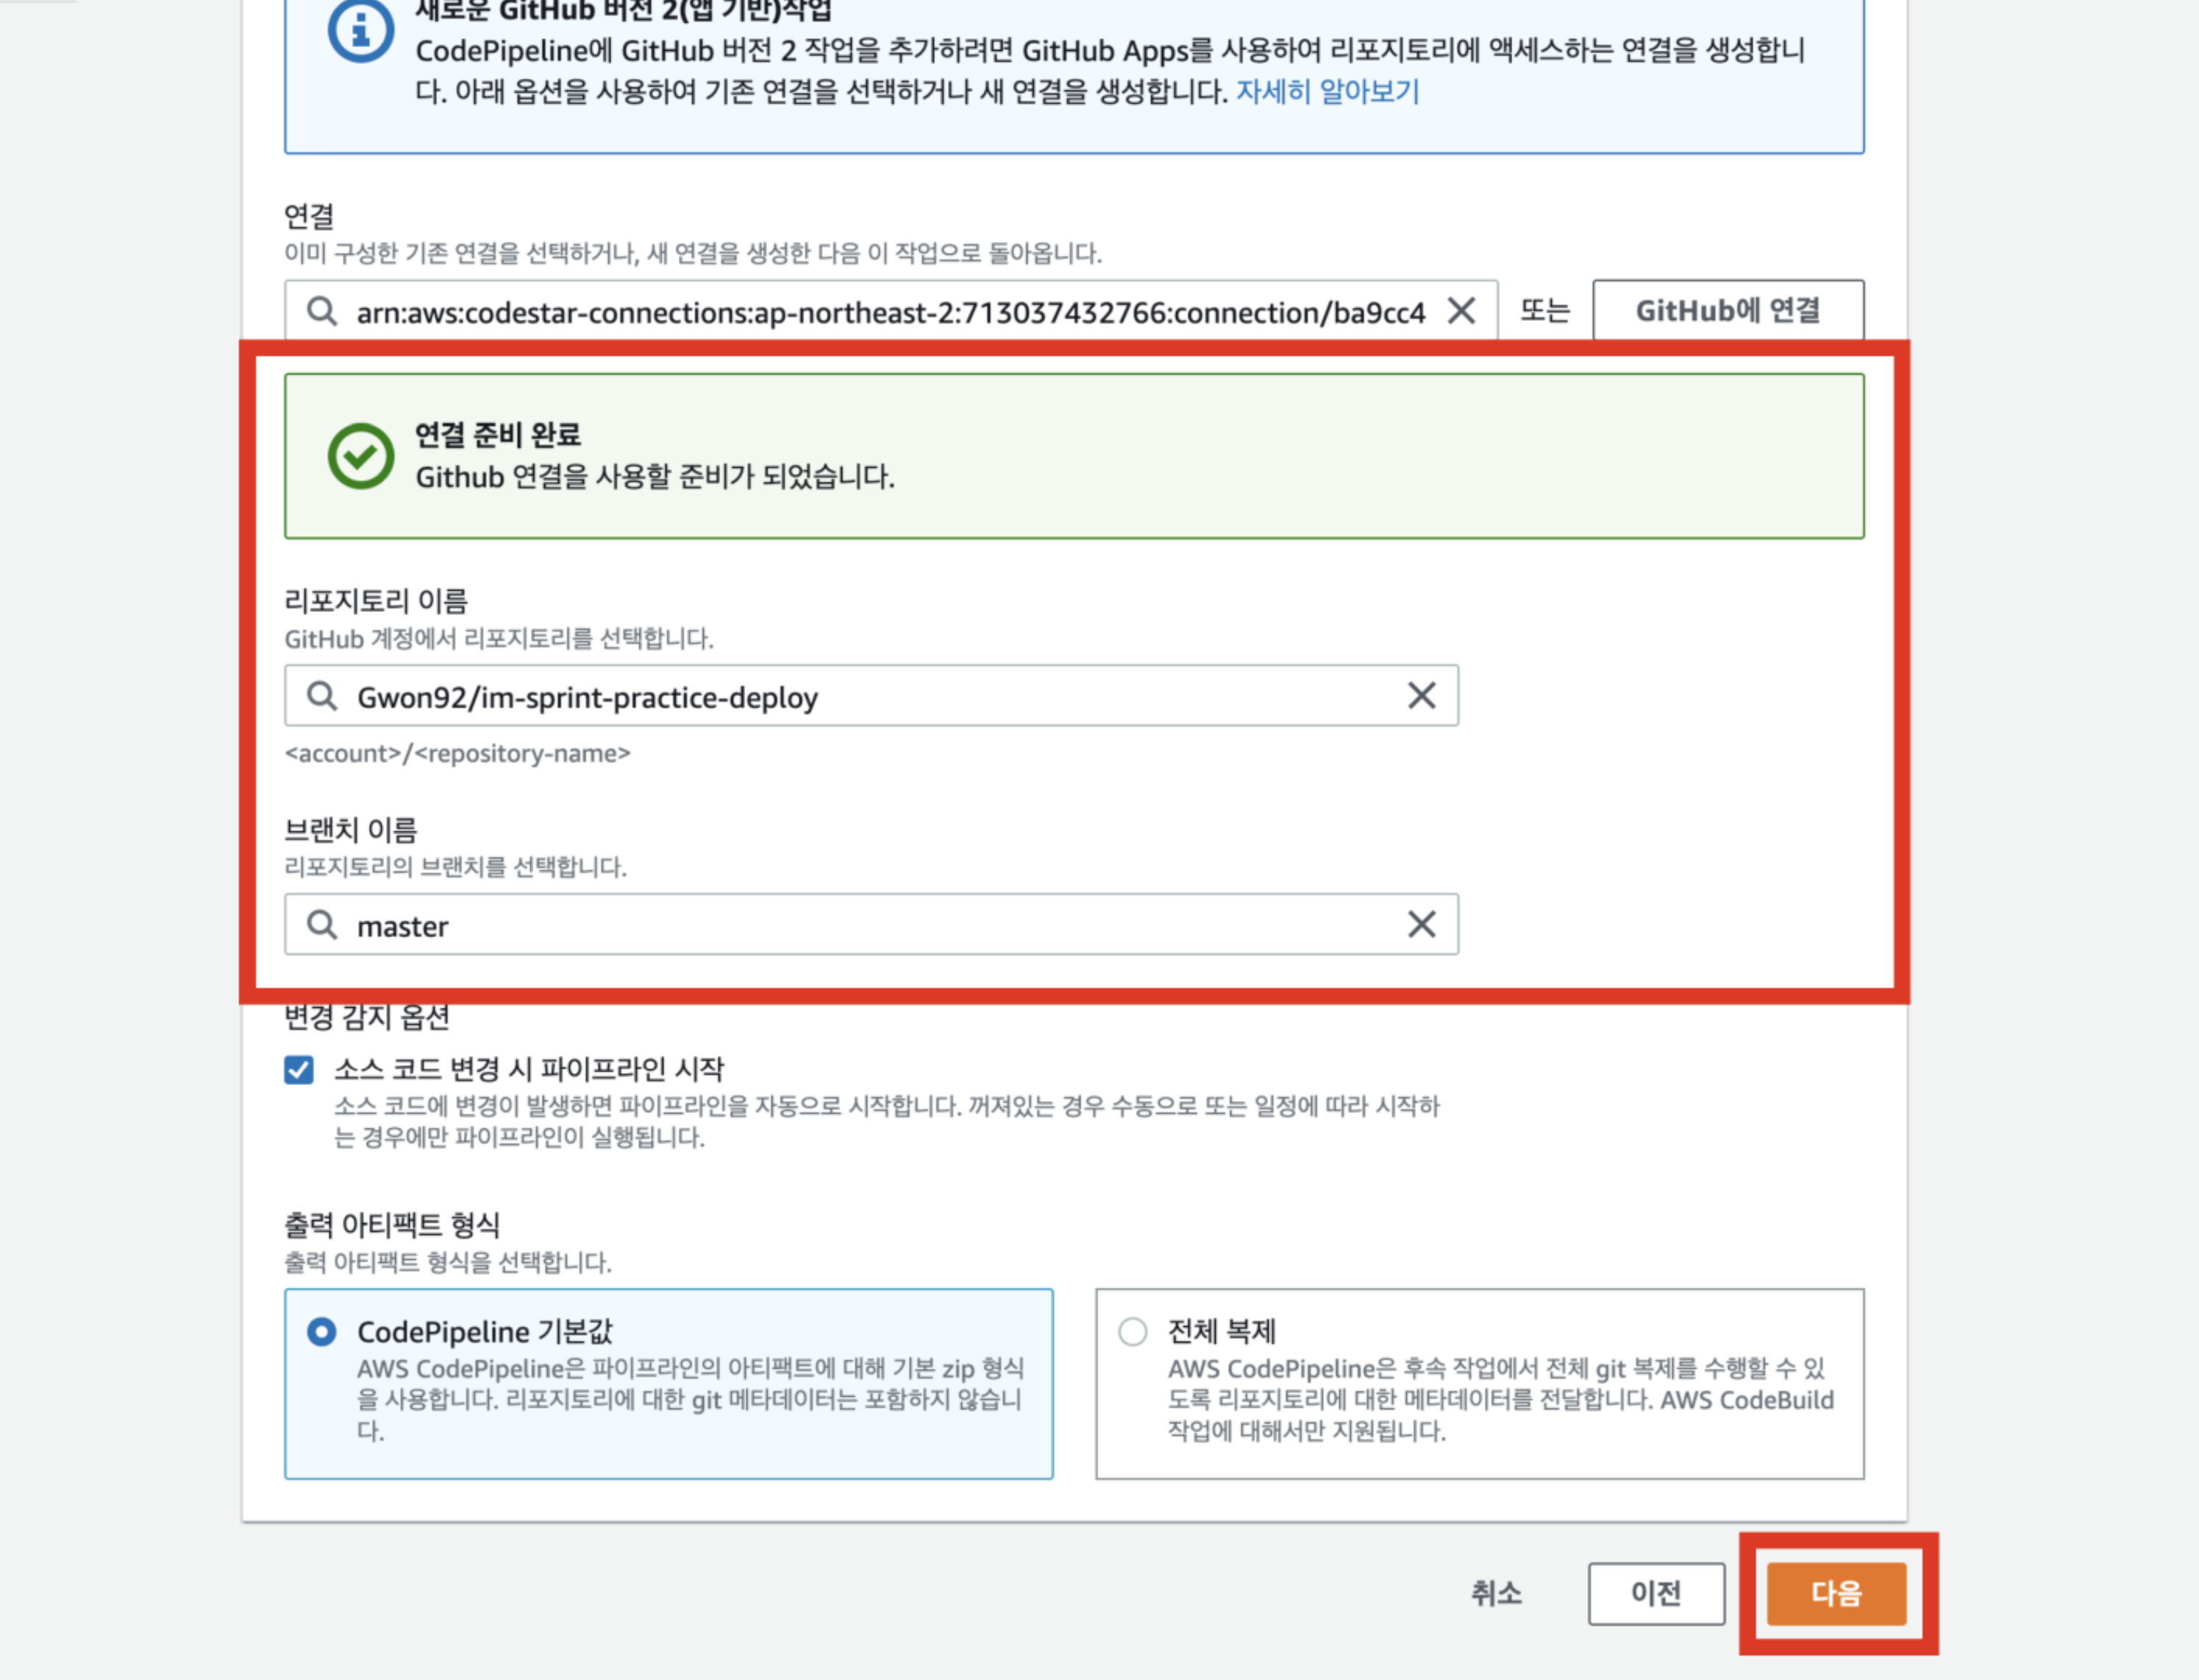 새로운 GitHub 버전 2(앱 기반)작업
CodePipeline에 GitHub 버전 2 작업을 추가하려면 GitHub Apps를 사용하여 리포지토리에 액세스하는 연결을 생성합니
다. 아래 옵션을 사용하여 기존 연결을 선택하거나 새 연결을 생성합니다. 자세히 알아보기
연결
이미 구성한 기존 연결을 선택하거나, 새 연결을 생성한 다음 이 작업으로 돌아옵니다.
arn:aws:codestar-connections:ap-northeast-2:713037432766:connection/ba9cc4 또는 GitHub에 연결
연결 준비 완료
Github 연결을 사용할 준비가 되었습니다.
리포지토리 이름
GitHub 계정에서 리포지토리를 선택합니다.
Gwon92/im-sprint-practice-deploy
<account>/<repository-name>
브랜치 이름
리포지토리의 브랜치를 선택합니다.
master
변경 감지 옵션
소스 코드 변경 시 파이프라인 시작
소스 코드에 변경이 발생하면 파이프라인을 자동으로 시작합니다. 꺼져있는 경우 수동으로 또는 일정에 따라 시작하
는 경우에만 파이프라인이 실행됩니다.
출력 아티팩트 형식
출력 아티팩트 형식을 선택합니다.
CodePipeline 기본값
AWS CodePipeline은 파이프라인의 아티팩트에 대해 기본 zip 형식
을 사용합니다. 리포지토리에 대한 git 메타데이터는 포함하지 않습니
다.
전체 복제
AWS CodePipeline은 후속 작업에서 전체 git 복제를 수행할 수 있
도록 리포지토리에 대한 메타데이터를 전달합니다. AWS CodeBuild
작업에 대해서만 지원됩니다.
취소 이전 다음